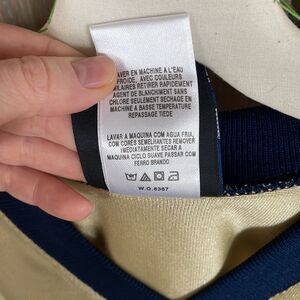 LAVER EN MACHINE A L'EAU
FROIDE, AVEC COULEURS
SIMILAIRES RETIRER RAPIDEMENT
AGENT DE BLANCHIMENT SANS
CHLORE SEULEMENT SECHAGE EN
MACHINE A BASSE TEMPERATURE
REPASSAGE TIEDE
LAVAR A MAQUINA COM AGUA FRIA,
COM CORES SEMELHANTES REMOVER
IMEDIATAMENTE SECAR A
MAQUINA CICLO SUAVE PASSAR COM
FERRO BRANDO
W.O.8387